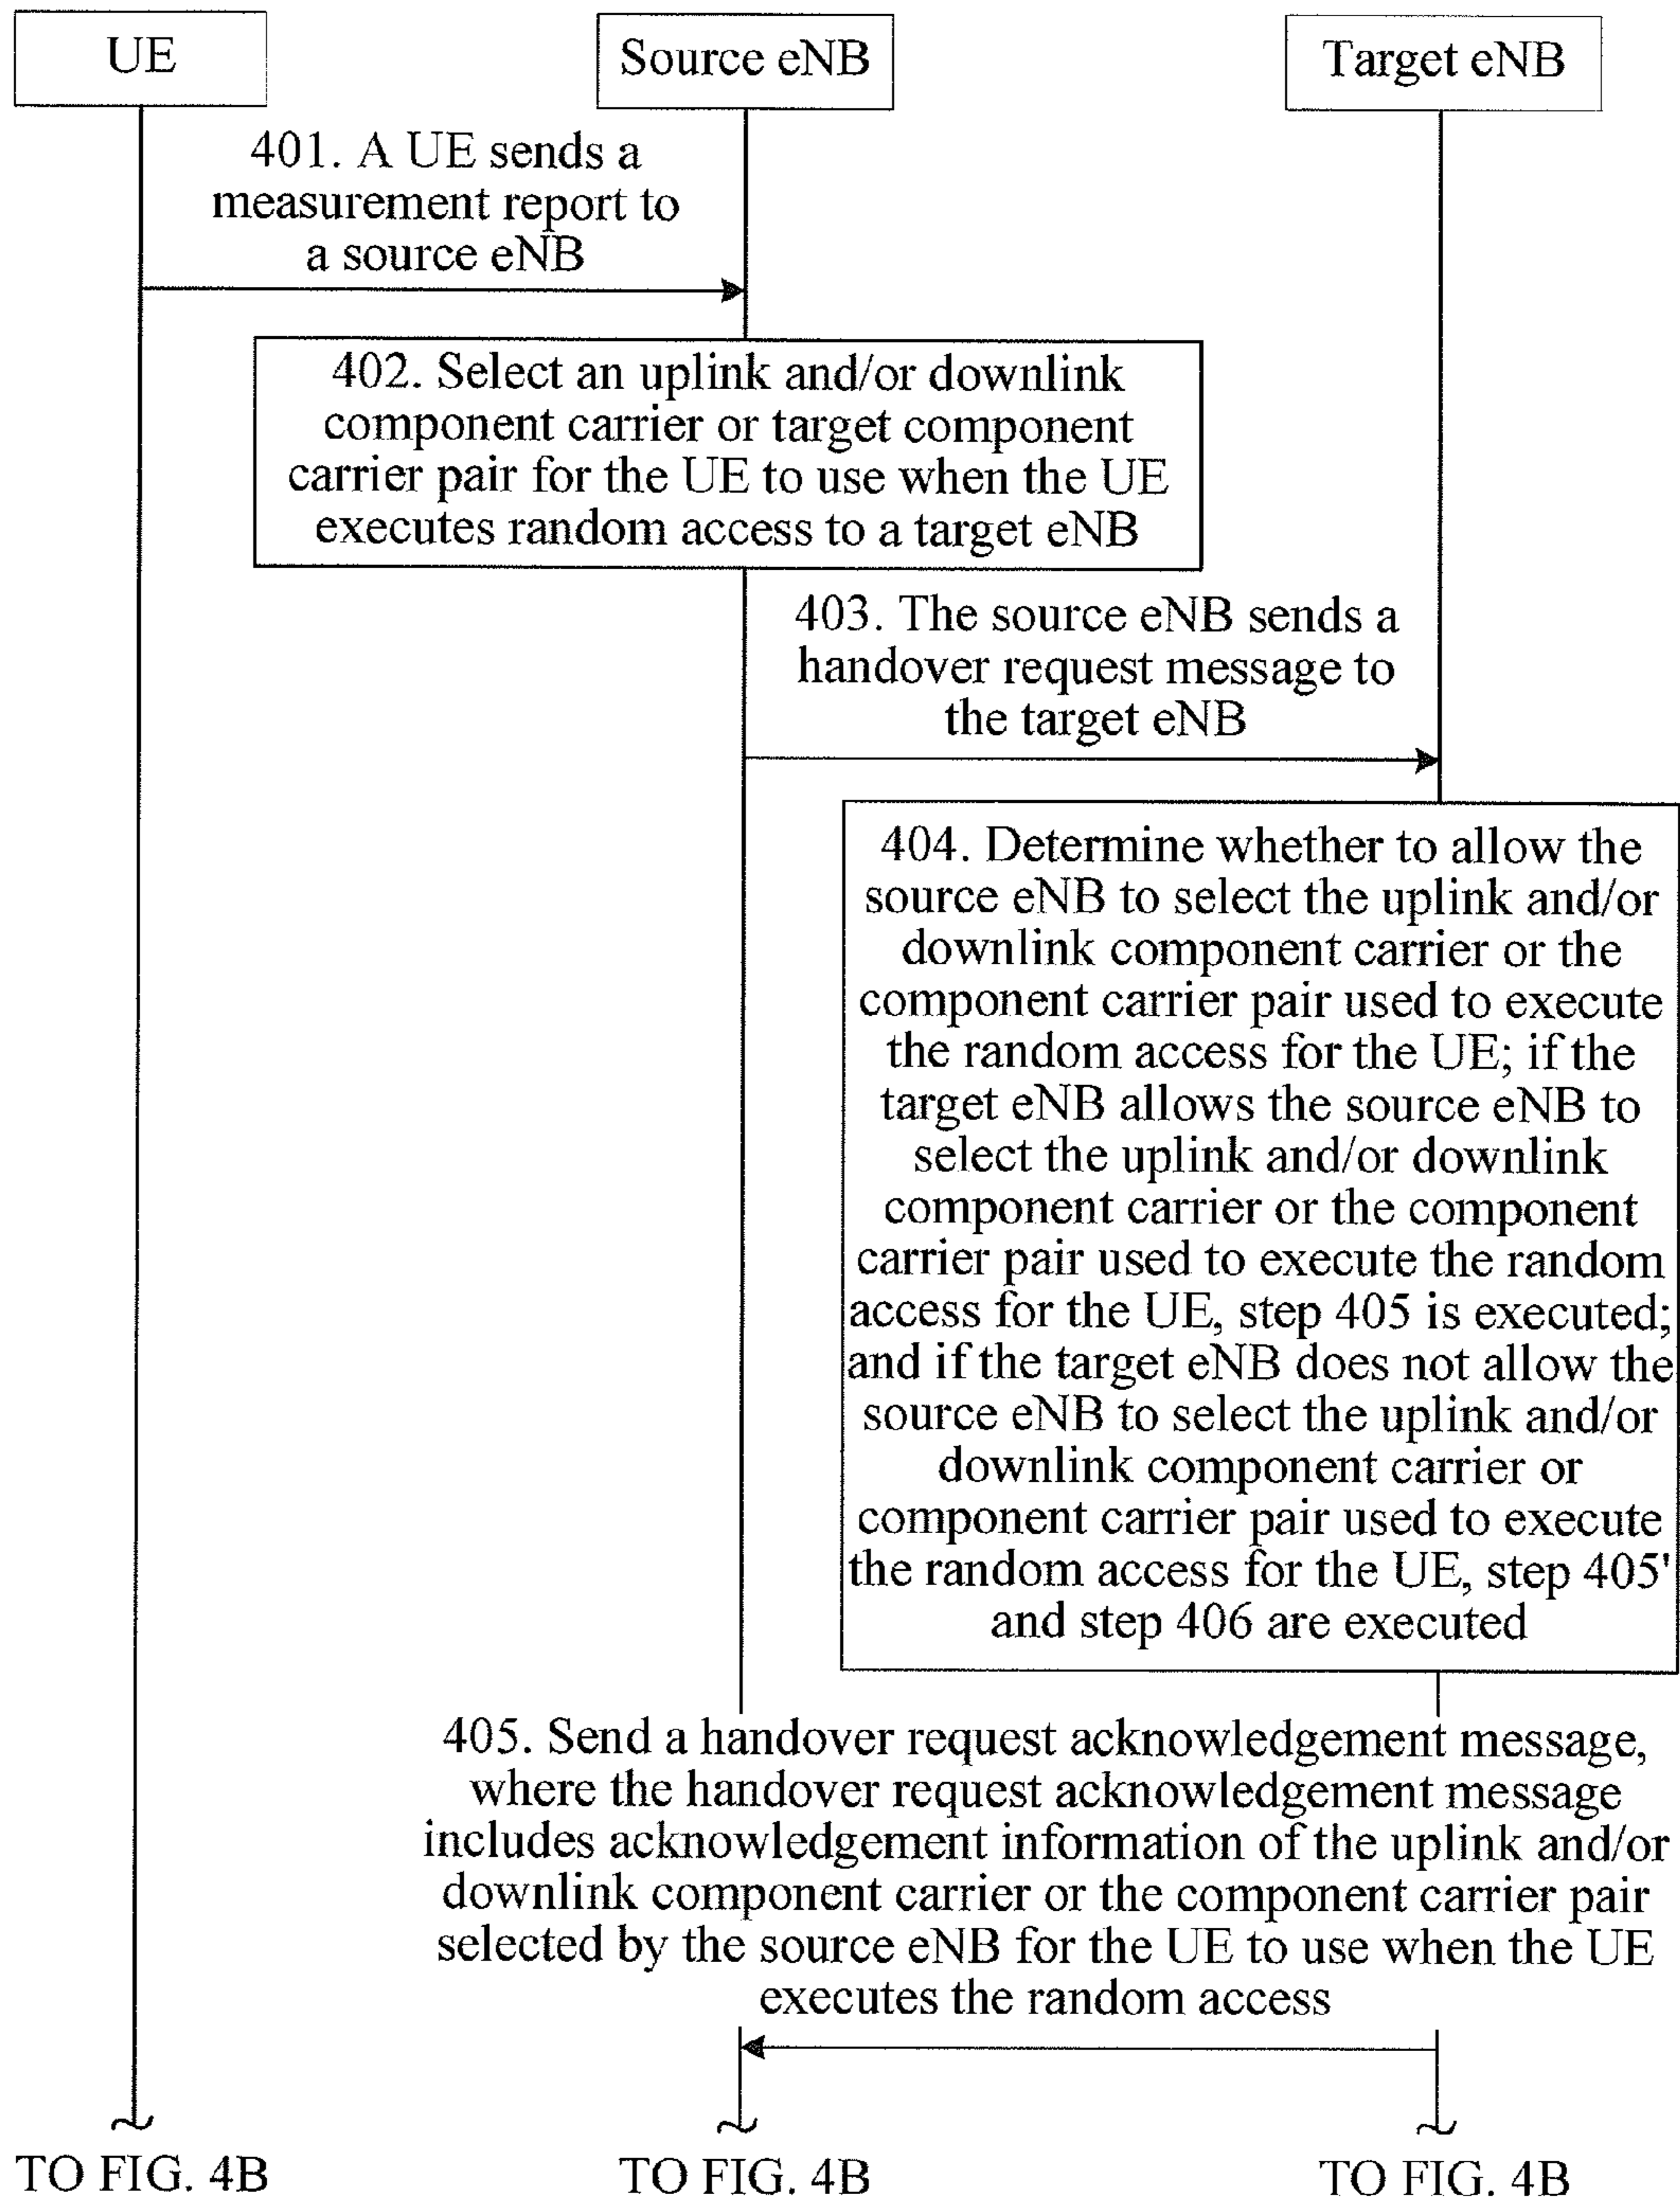 UE
Source eNB
Target eNB
401. A UE sends a
measurement report to
a source eNB
402. Select an uplink and/or downlink
component carrier or target component
carrier pair for the UE to use when the UE
executes random access to a target eNB
403. The source eNB sends a
handover request message to
the target eNB
404. Determine whether to allow the
source eNB to select the uplink and/or
downlink component carrier or the
component carrier pair used to execute
the random access for the UE; if the
target eNB allows the source eNB to
select the uplink and/or downlink
component carrier or the component
carrier pair used to execute the random
access for the UE, step 405 is executed;
and if the target eNB does not allow the
source eNB to select the uplink and/or
downlink component carrier or
component carrier pair used to execute
the random access for the UE, step 405'
and step 406 are executed
405. Send a handover request acknowledgement message,
where the handover request acknowledgement message
includes acknowledgement information of the uplink and/or
downlink component carrier or the component carrier pair
selected by the source eNB for the UE to use when the UE
executes the random access
TO FIG. 4B
TO FIG. 4B
TO FIG. 4B